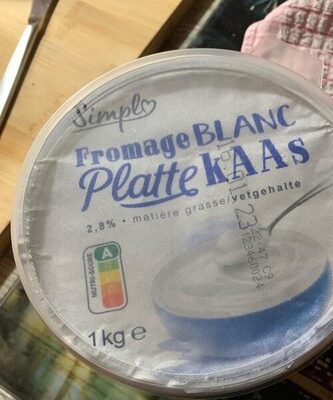 Simpl
Fromage BLANC
Platte KAAS
2,8% • matière grasse/vetgehalte
NUTRI-SCORE
A
1kg e